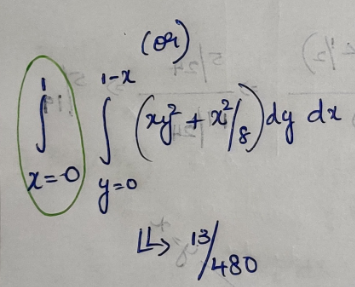 (or)
1 1-x
∫ ∫ (xy² + x²/8) dy dx
x=0 y=0
↳ 13/480